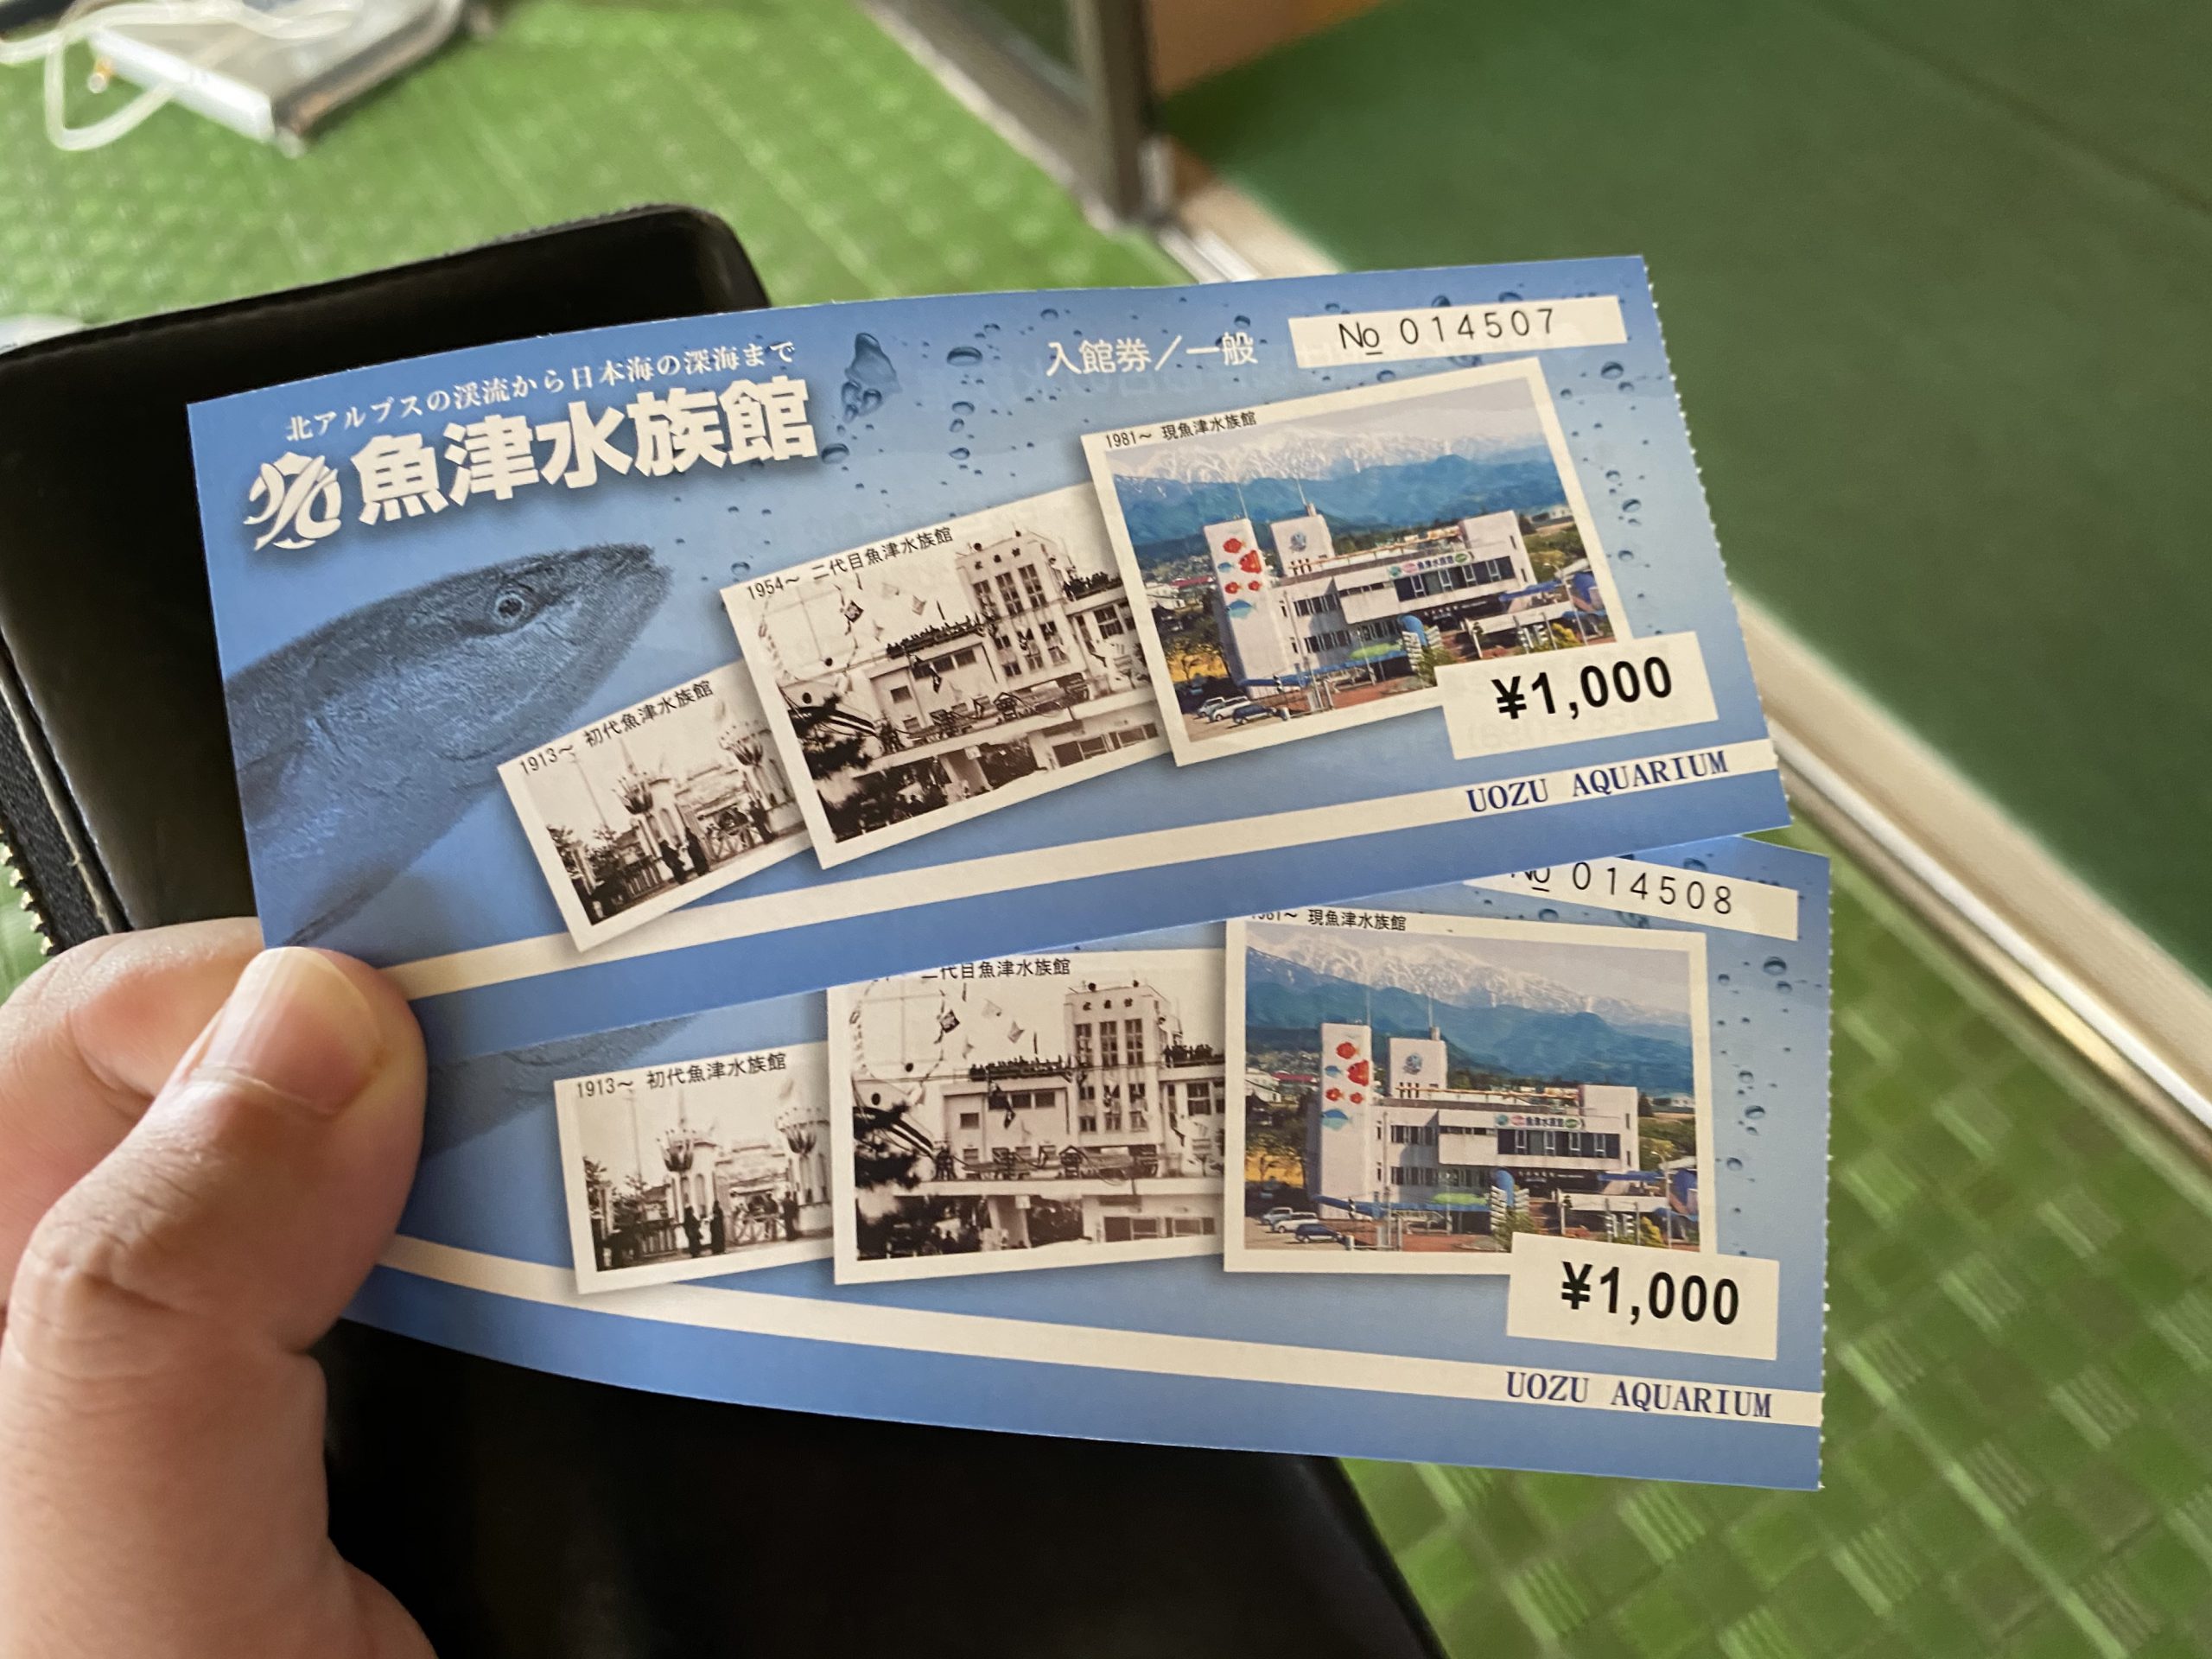 北アルプスの渓流から日本海の深海まで
魚津水族館
入館券／一般
No 014507
1981〜 現魚津水族館
1954〜 二代目魚津水族館
1913〜 初代魚津水族館
¥1,000
UOZU AQUARIUM
No 014508
1981〜 現魚津水族館
二代目魚津水族館
1913〜 初代魚津水族館
¥1,000
UOZU AQUARIUM